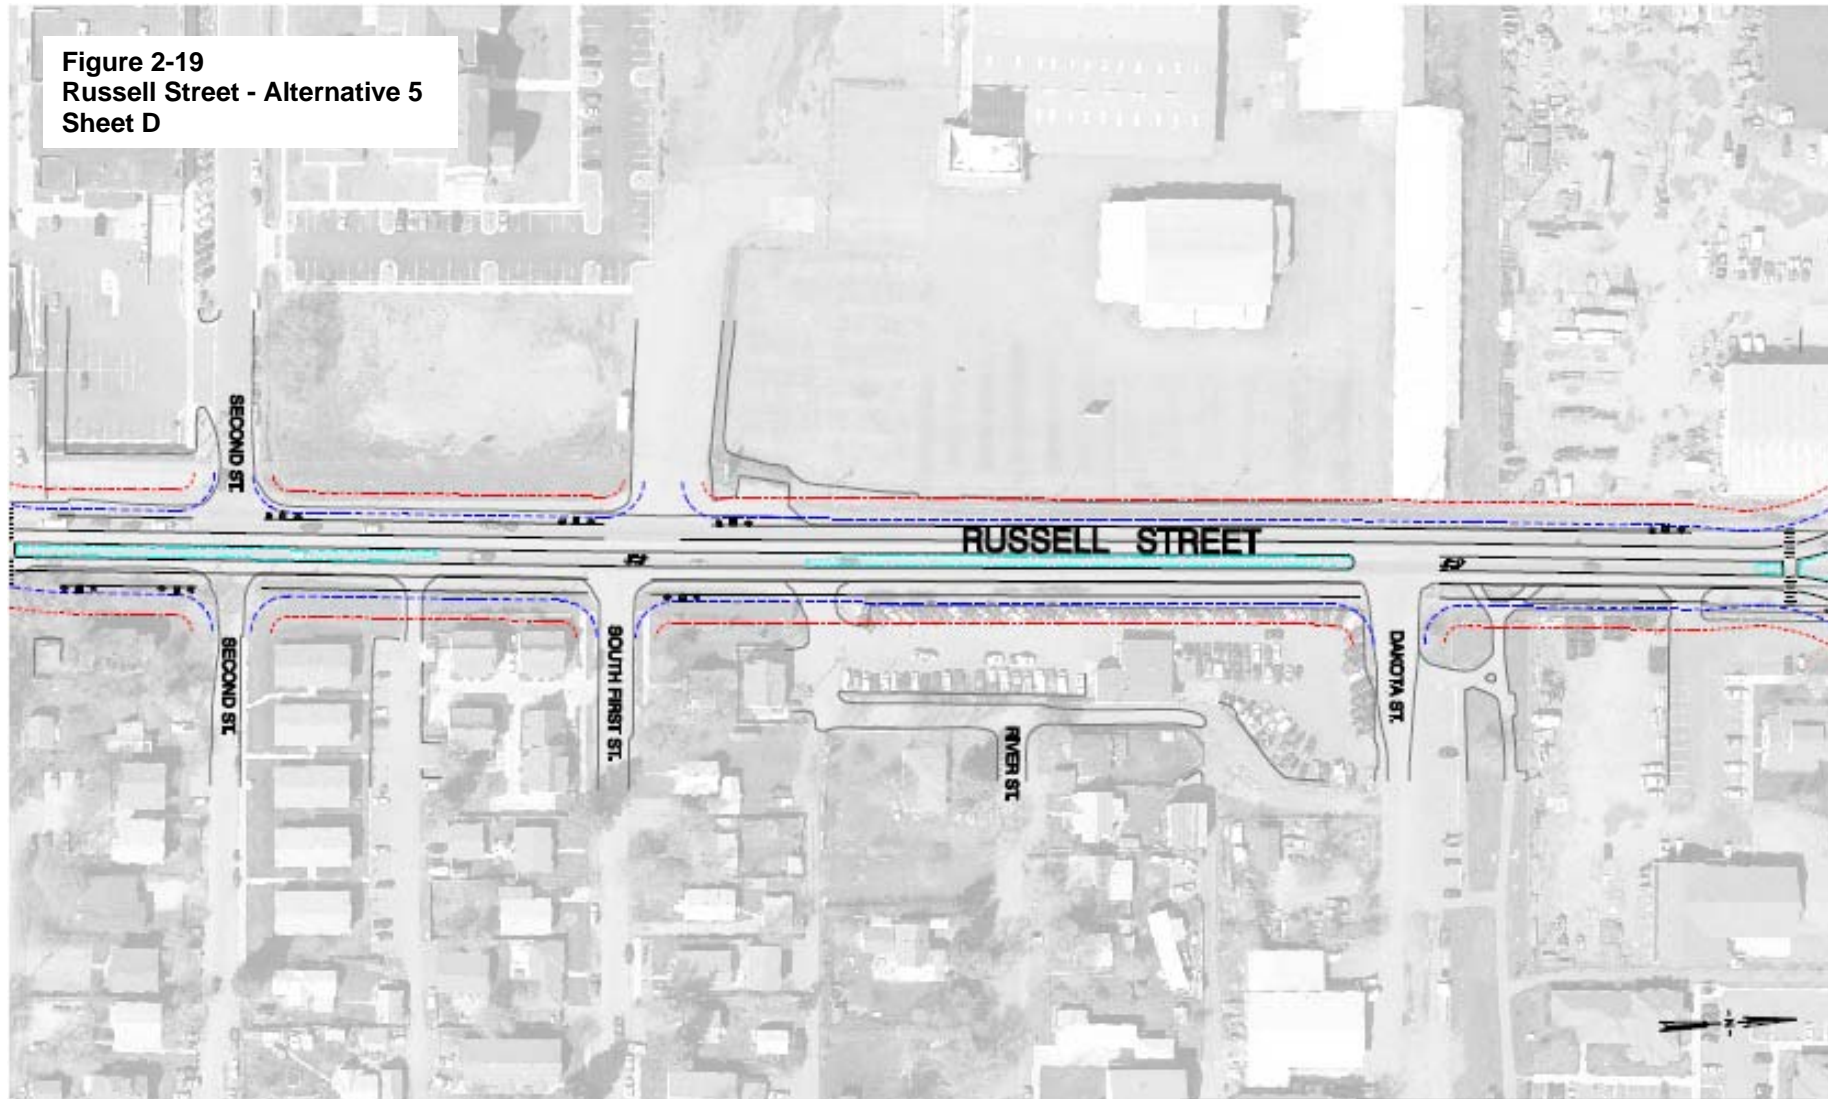 Figure 2-19
Russell Street - Alternative 5
Sheet D
SECOND ST.
RUSSELL STREET
SECOND ST.
SOUTH FIRST ST.
RIVER ST.
DAKOTA ST.
N